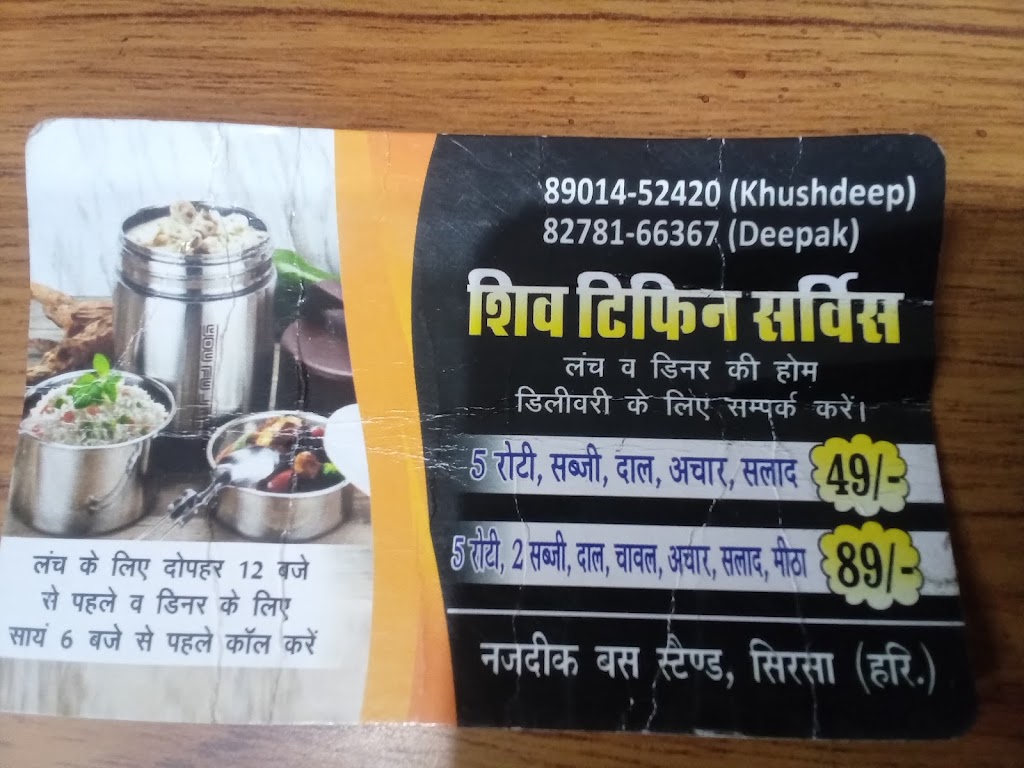 89014-52420 (Khushdeep)
82781-66367 (Deepak)
शिव टिफिन सर्विस
लंच व डिनर की होम
डिलीवरी के लिए सम्पर्क करें।
5 रोटी, सब्जी, दाल, अचार, सलाद 49/-
5 रोटी, 2 सब्जी, दाल, चावल, अचार, सलाद, मीठा 89/-
नजदीक बस स्टैण्ड, सिरसा (हरि.)
लंच के लिए दोपहर 12 बजे
से पहले व डिनर के लिए
सायं 6 बजे से पहले कॉल करें